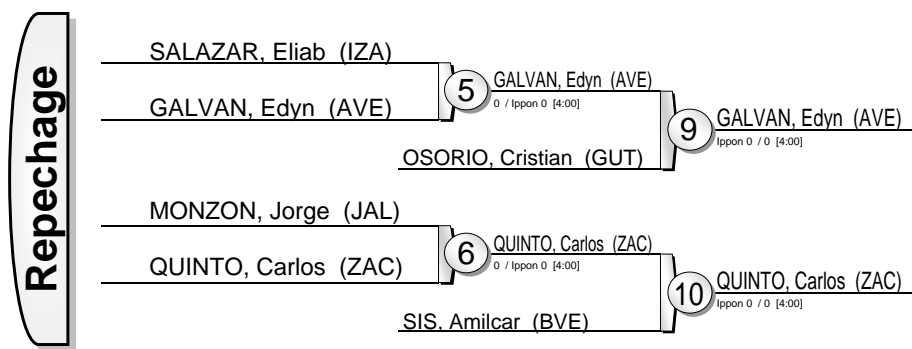 Repechage
SALAZAR, Eliab (IZA)
GALVAN, Edyn (AVE)
5
GALVAN, Edyn (AVE)
0 / Ippon 0 [4:00]
OSORIO, Cristian (GUT)
9
GALVAN, Edyn (AVE)
Ippon 0 / 0 [4:00]
MONZON, Jorge (JAL)
QUINTO, Carlos (ZAC)
6
QUINTO, Carlos (ZAC)
0 / Ippon 0 [4:00]
SIS, Amilcar (BVE)
10
QUINTO, Carlos (ZAC)
Ippon 0 / 0 [4:00]